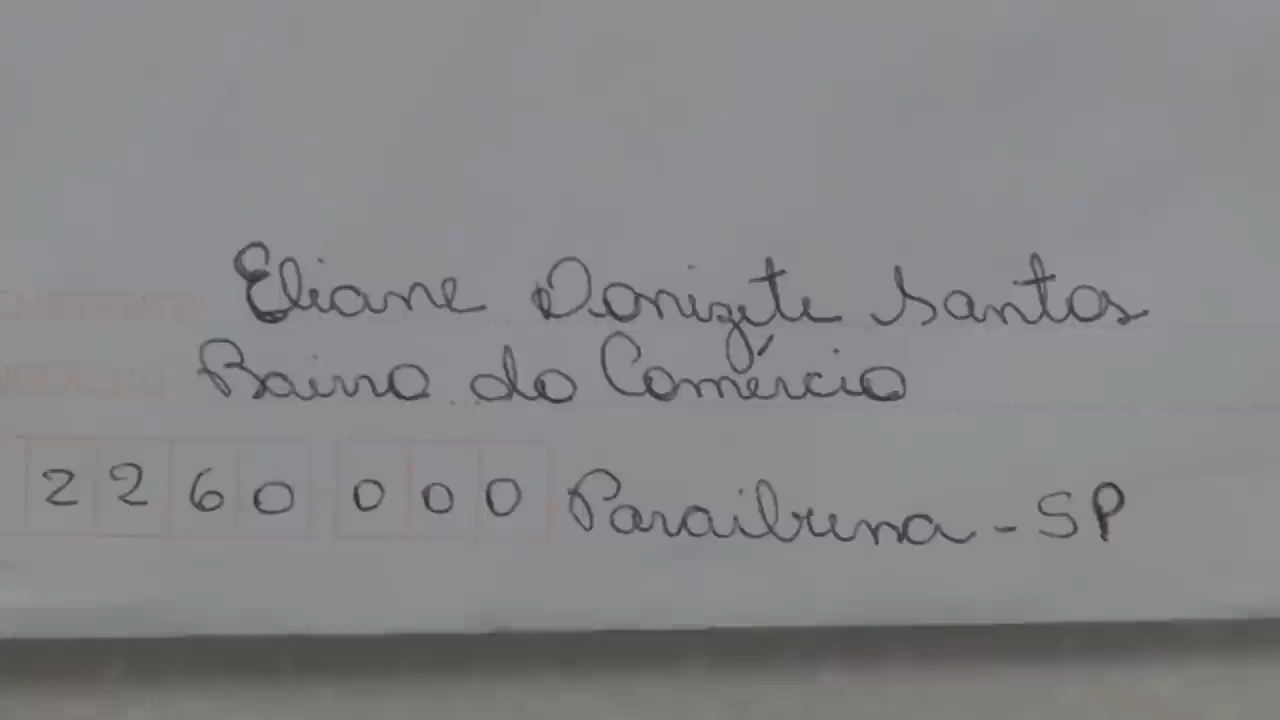 Eliane Donizete Santos
Bairro do Comércio
2260 000 Paraibuna - SP